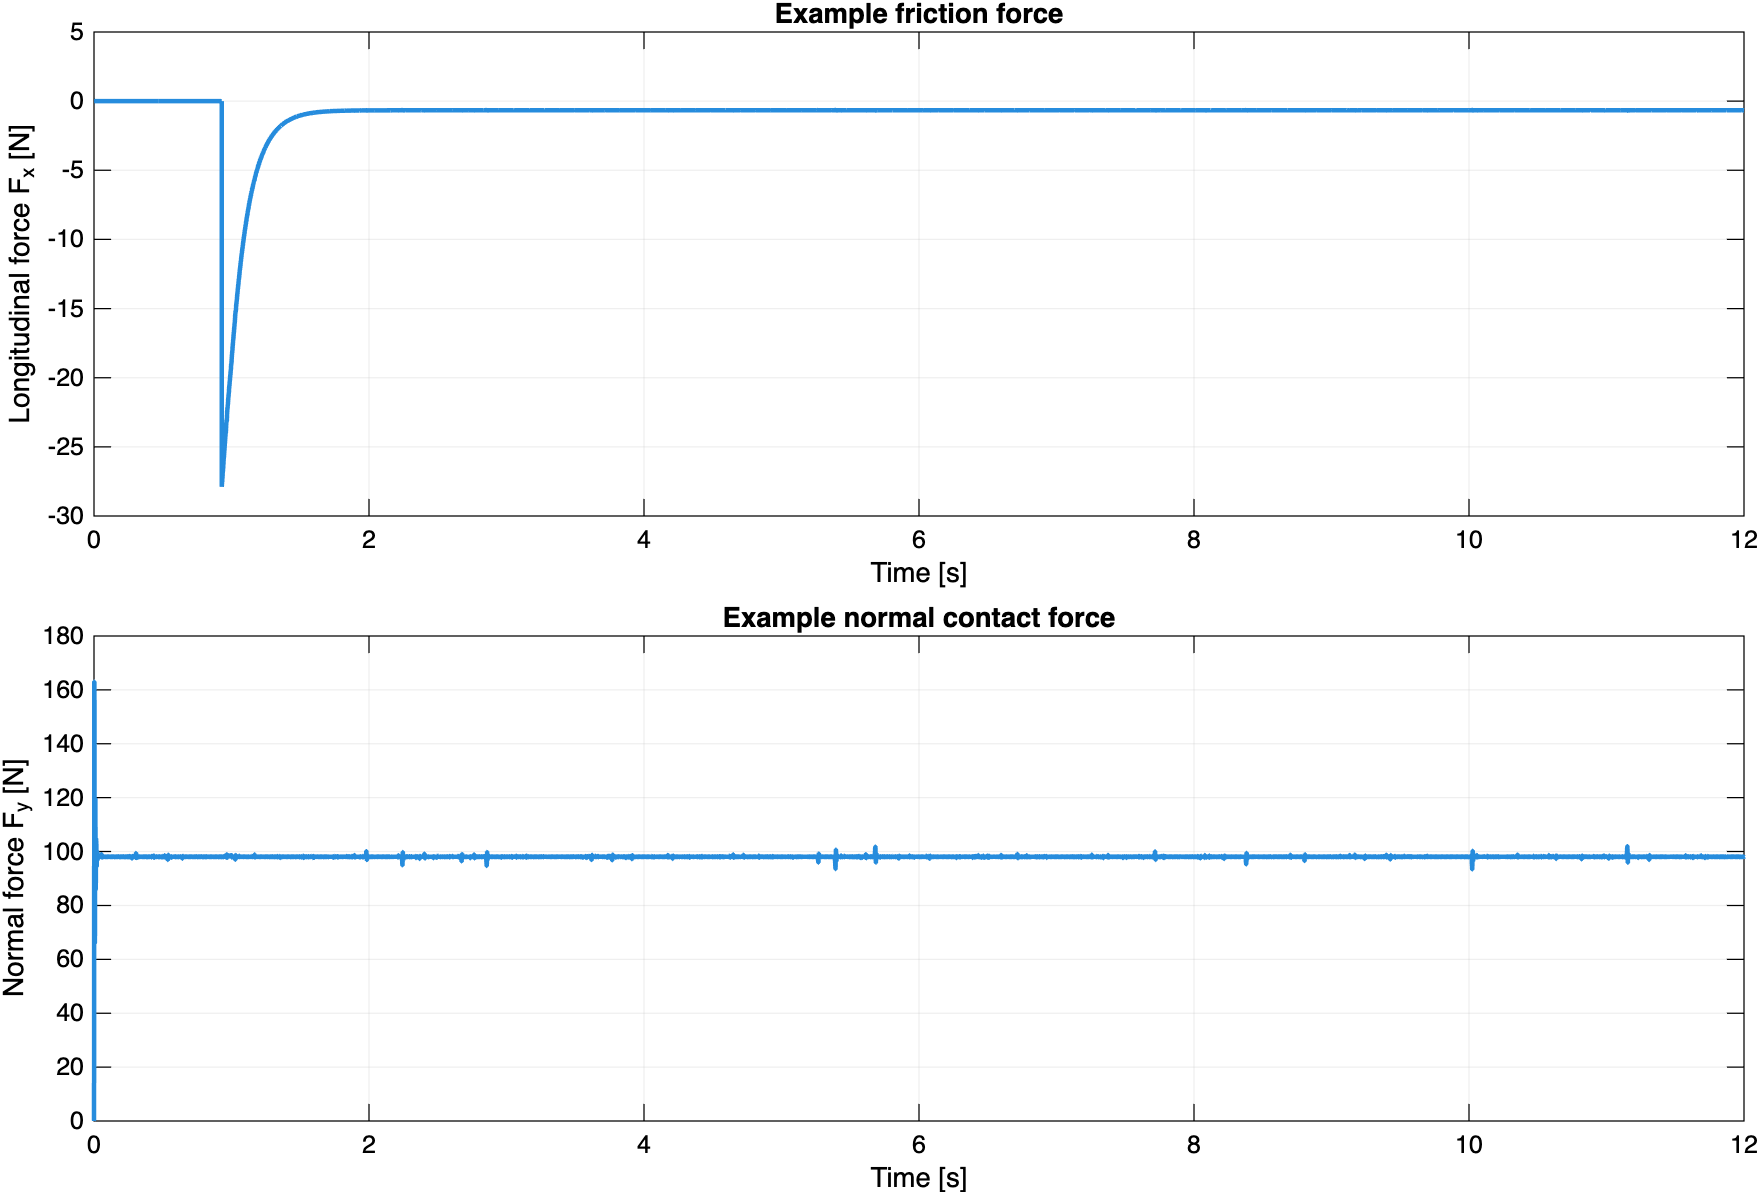 Example friction force
Longitudinal force Fx [N]
5
0
-5
-10
-15
-20
-25
-30
0 2 4 6 8 10 12
Time [s]
Example normal contact force
Normal force Fy [N]
180
160
140
120
100
80
60
40
20
0
0 2 4 6 8 10 12
Time [s]